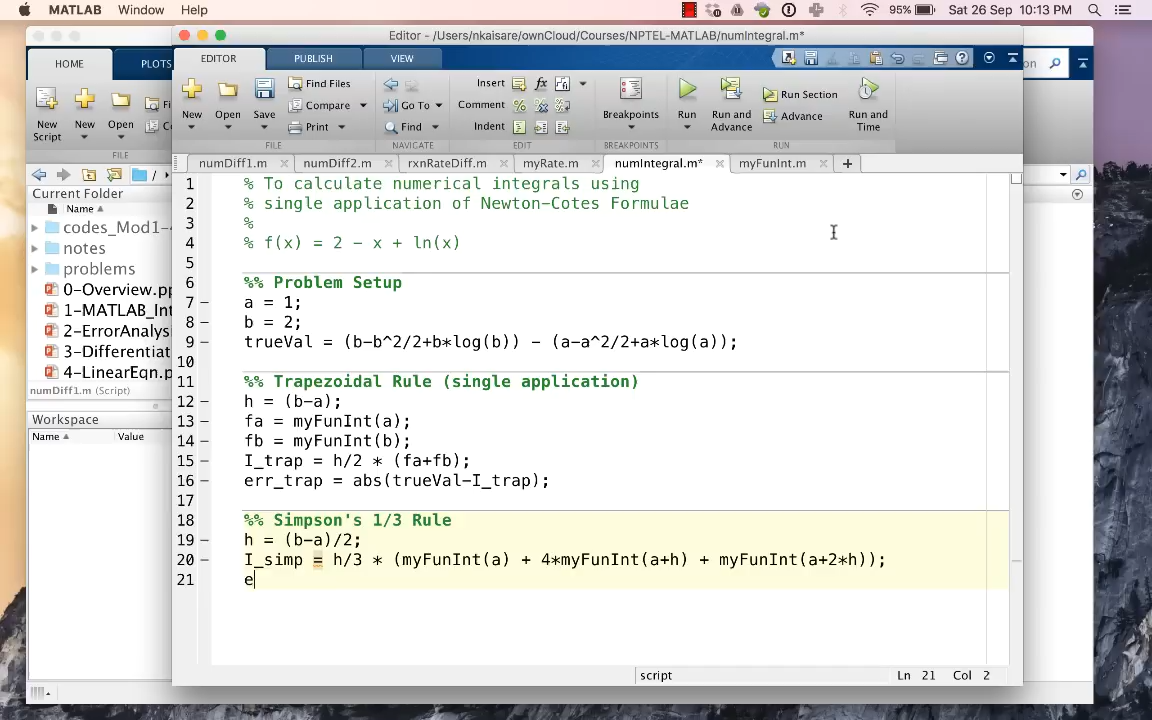 MATLAB Window Help 95% Sat 26 Sep 10:13 PM
Editor - /Users/nkaisare/ownCloud/Courses/NPTEL-MATLAB/numIntegral.m*
HOME PLOTS
EDITOR PUBLISH VIEW
New Script New Open
FILE
New Open Save
Find Files
Compare
Print
FILE
Go To
Find
NAVIGATE
Insert
Comment
Indent
EDIT
Breakpoints
BREAKPOINTS
Run
Run and Advance
Run Section
Advance
Run and Time
RUN
numDiff1.m numDiff2.m rxnRateDiff.m myRate.m numIntegral.m* myFunInt.m
Current Folder
Name
codes_Mod1-4
notes
problems
0-Overview.pp
1-MATLAB_Int
2-ErrorAnalysis
3-Differentiat
4-LinearEqn.p
numDiff1.m (Script)
Workspace
Name Value
1 % To calculate numerical integrals using
2 % single application of Newton-Cotes Formulae
3 %
4 % f(x) = 2 - x + ln(x)
5
6 %% Problem Setup
7 a = 1;
8 b = 2;
9 trueVal = (b-b^2/2+b*log(b)) - (a-a^2/2+a*log(a));
10
11 %% Trapezoidal Rule (single application)
12 h = (b-a);
13 fa = myFunInt(a);
14 fb = myFunInt(b);
15 I_trap = h/2 * (fa+fb);
16 err_trap = abs(trueVal-I_trap);
17
18 %% Simpson's 1/3 Rule
19 h = (b-a)/2;
20 I_simp = h/3 * (myFunInt(a) + 4*myFunInt(a+h) + myFunInt(a+2*h));
21 e
script Ln 21 Col 2